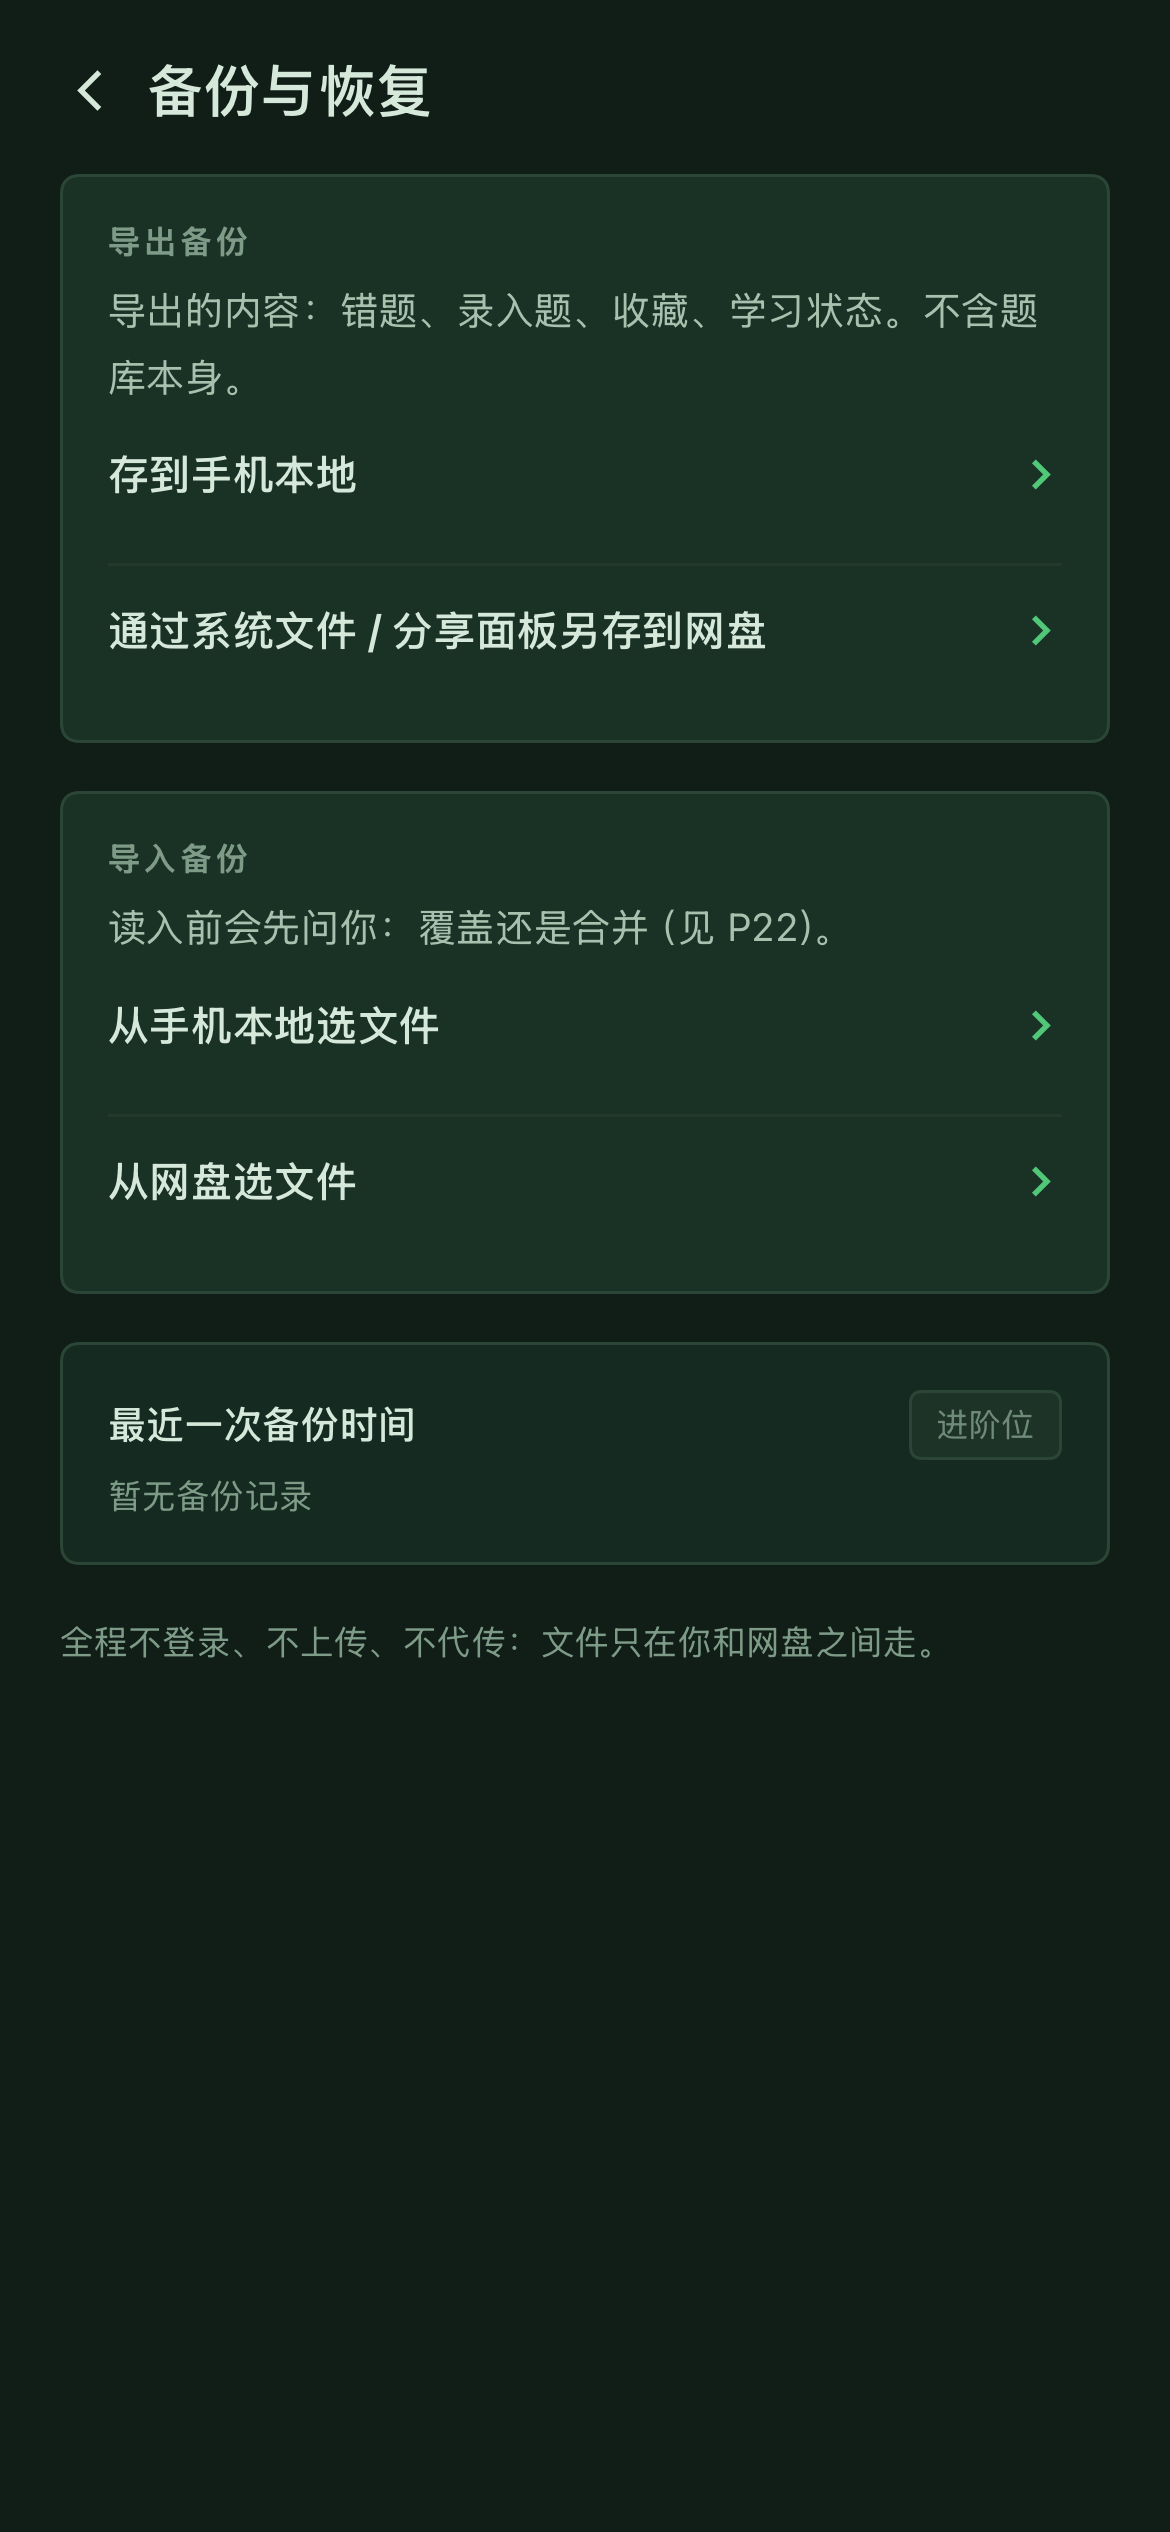 备份与恢复
导出备份
导出的内容：错题、录入题、收藏、学习状态。不含题
库本身。
存到手机本地
通过系统文件 / 分享面板另存到网盘
导入备份
读入前会先问你：覆盖还是合并（见 P22）。
从手机本地选文件
从网盘选文件
最近一次备份时间
进阶位
暂无备份记录
全程不登录、不上传、不代传：文件只在你和网盘之间走。